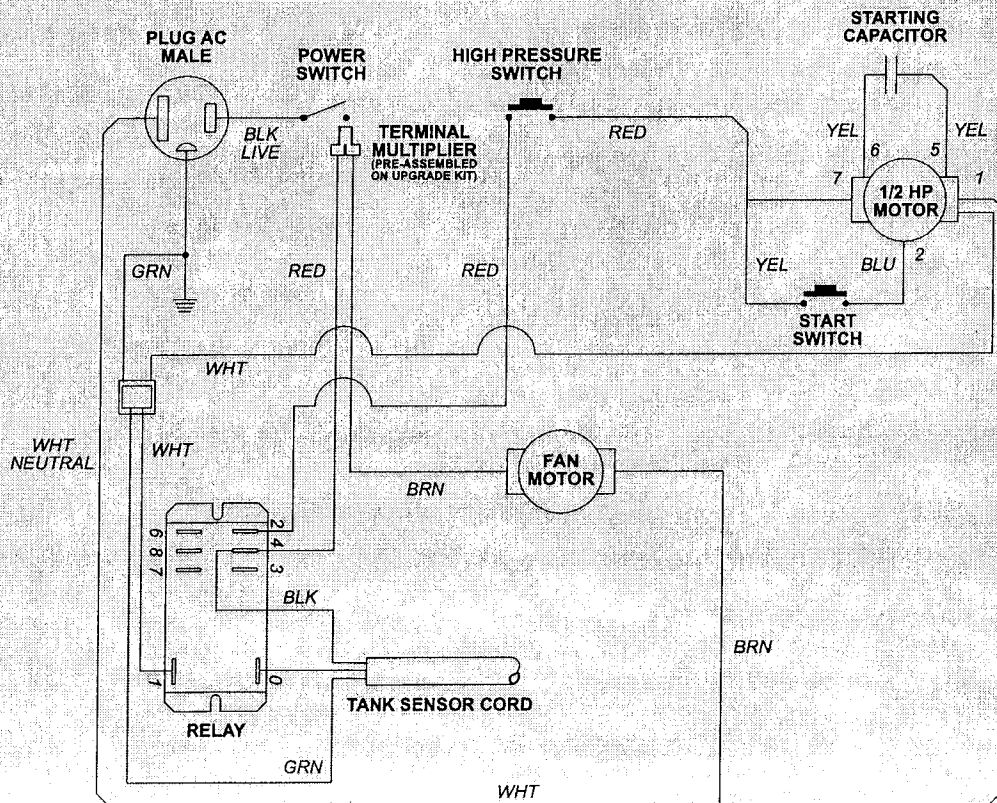 PLUG AC
MALE
POWER
SWITCH
HIGH PRESSURE
SWITCH
STARTING
CAPACITOR
BLK
LIVE
TERMINAL
MULTIPLIER
(PRE-ASSEMBLED
ON UPGRADE KIT)
RED
YEL
YEL
6
5
7
1
1/2 HP
MOTOR
2
GRN
RED
RED
YEL
BLU
START
SWITCH
WHT
WHT
NEUTRAL
WHT
FAN
MOTOR
BRN
2
6
4
8
3
7
BLK
BRN
1
0
TANK SENSOR CORD
RELAY
GRN
WHT